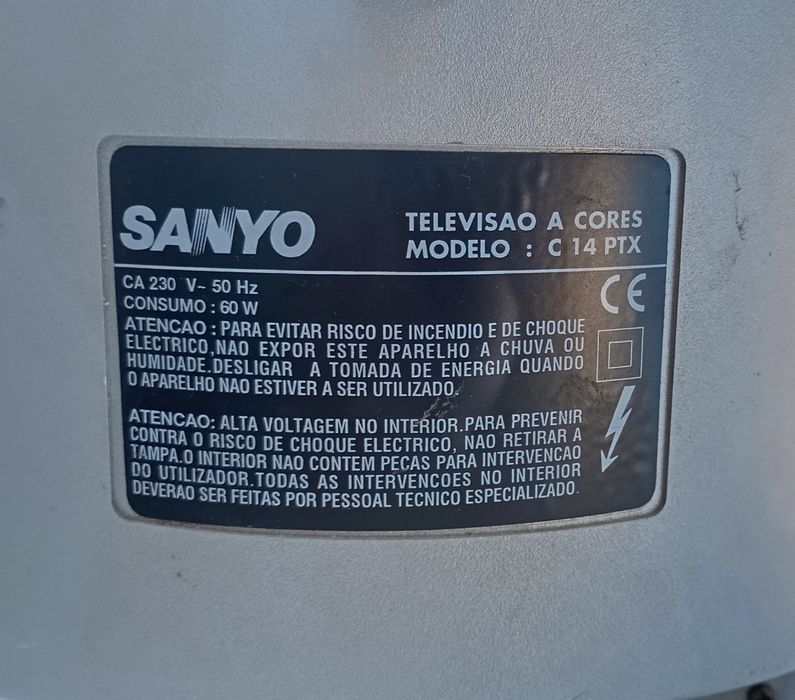 SANYO
TELEVISAO A CORES
MODELO : C 14 PTX
CA 230 V~ 50 Hz
CONSUMO : 60 W
CE
ATENCAO : PARA EVITAR RISCO DE INCENDIO E DE CHOQUE
ELECTRICO,NAO EXPOR ESTE APARELHO A CHUVA OU
HUMIDADE.DESLIGAR A TOMADA DE ENERGIA QUANDO
O APARELHO NAO ESTIVER A SER UTILIZADO.
ATENCAO: ALTA VOLTAGEM NO INTERIOR.PARA PREVENIR
CONTRA O RISCO DE CHOQUE ELECTRICO, NAO RETIRAR A
TAMPA.O INTERIOR NAO CONTEM PECAS PARA INTERVENCAO
DO UTILIZADOR.TODAS AS INTERVENCOES NO INTERIOR
DEVERAO SER FEITAS POR PESSOAL TECNICO ESPECIALIZADO.